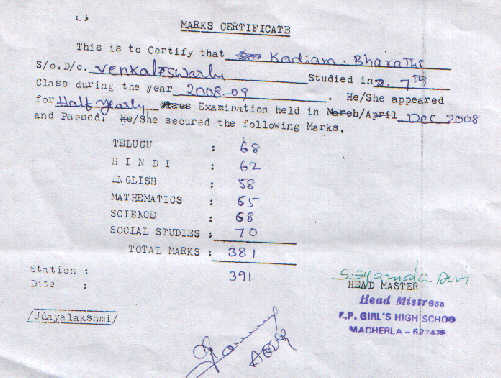 MARKS CERTIFICATE
This is to Certify that Kadiam. Bharathi
S/o.D/o. Venkateswarlu Studied in 7th
Class during the year 2008-09 . He/She appeared
for Half Yearly Examination held in March/April Dec 2008
and Passed. He/She secured the following Marks.
TELUGU : 68
HINDI : 62
ENGLISH : 58
MATHEMATICS : 65
SCIENCE : 68
SOCIAL STUDIES : 70
TOTAL MARKS : 381
391
Station :
Date :
HEAD MASTER
Head Mistress
Z.P. GIRL'S HIGH SCHOO
MACHERLA -
/Jayalakshmi/